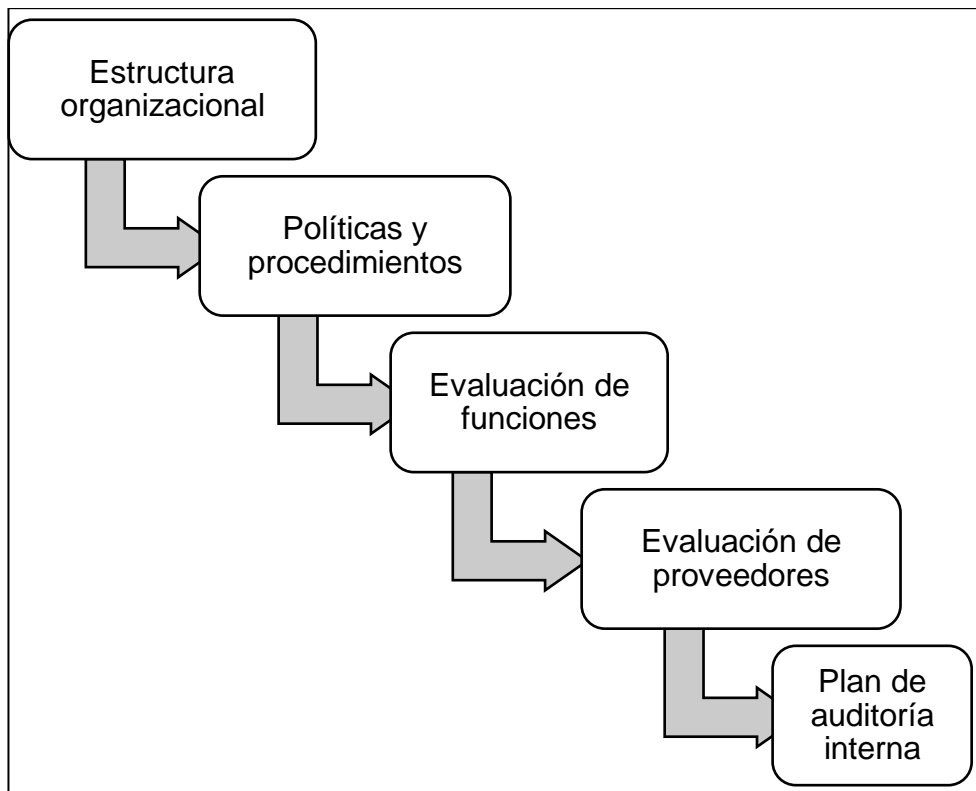 Estructura
organizacional
Políticas y
procedimientos
Evaluación de
funciones
Evaluación de
proveedores
Plan de
auditoría
interna